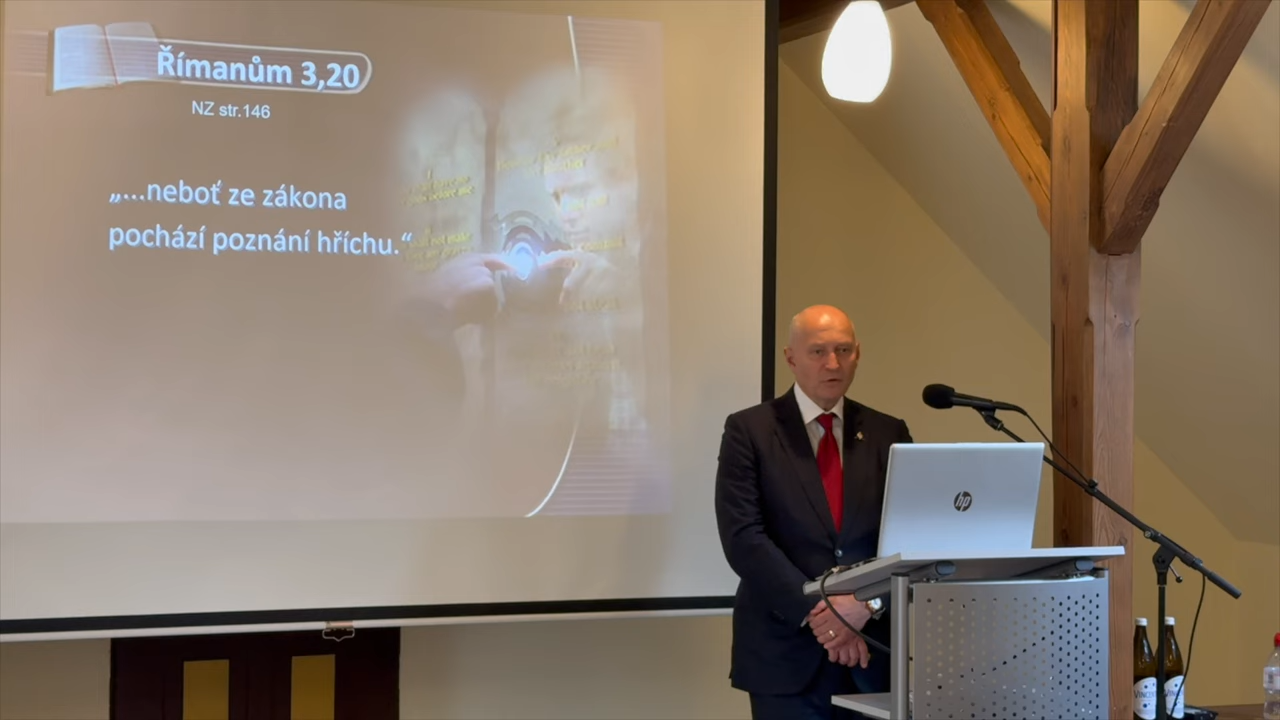 Římanům 3,20
NZ str.146
„...neboť ze zákona
pochází poznání hříchu.“
hp